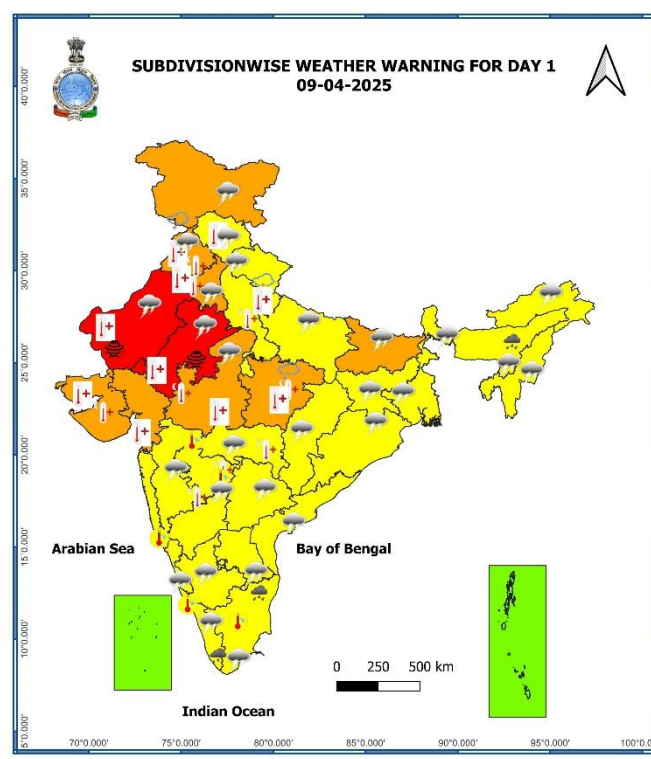 SUBDIVISIONWISE WEATHER WARNING FOR DAY 1
09-04-2025
40°0.000'
35°0.000'
30°0.000'
25°0.000'
20°0.000'
15°0.000'
10°0.000'
5°0.000'
Arabian Sea
Bay of Bengal
0 250 500 km
Indian Ocean
70°0.000' 75°0.000' 80°0.000' 85°0.000' 90°0.000' 95°0.000'